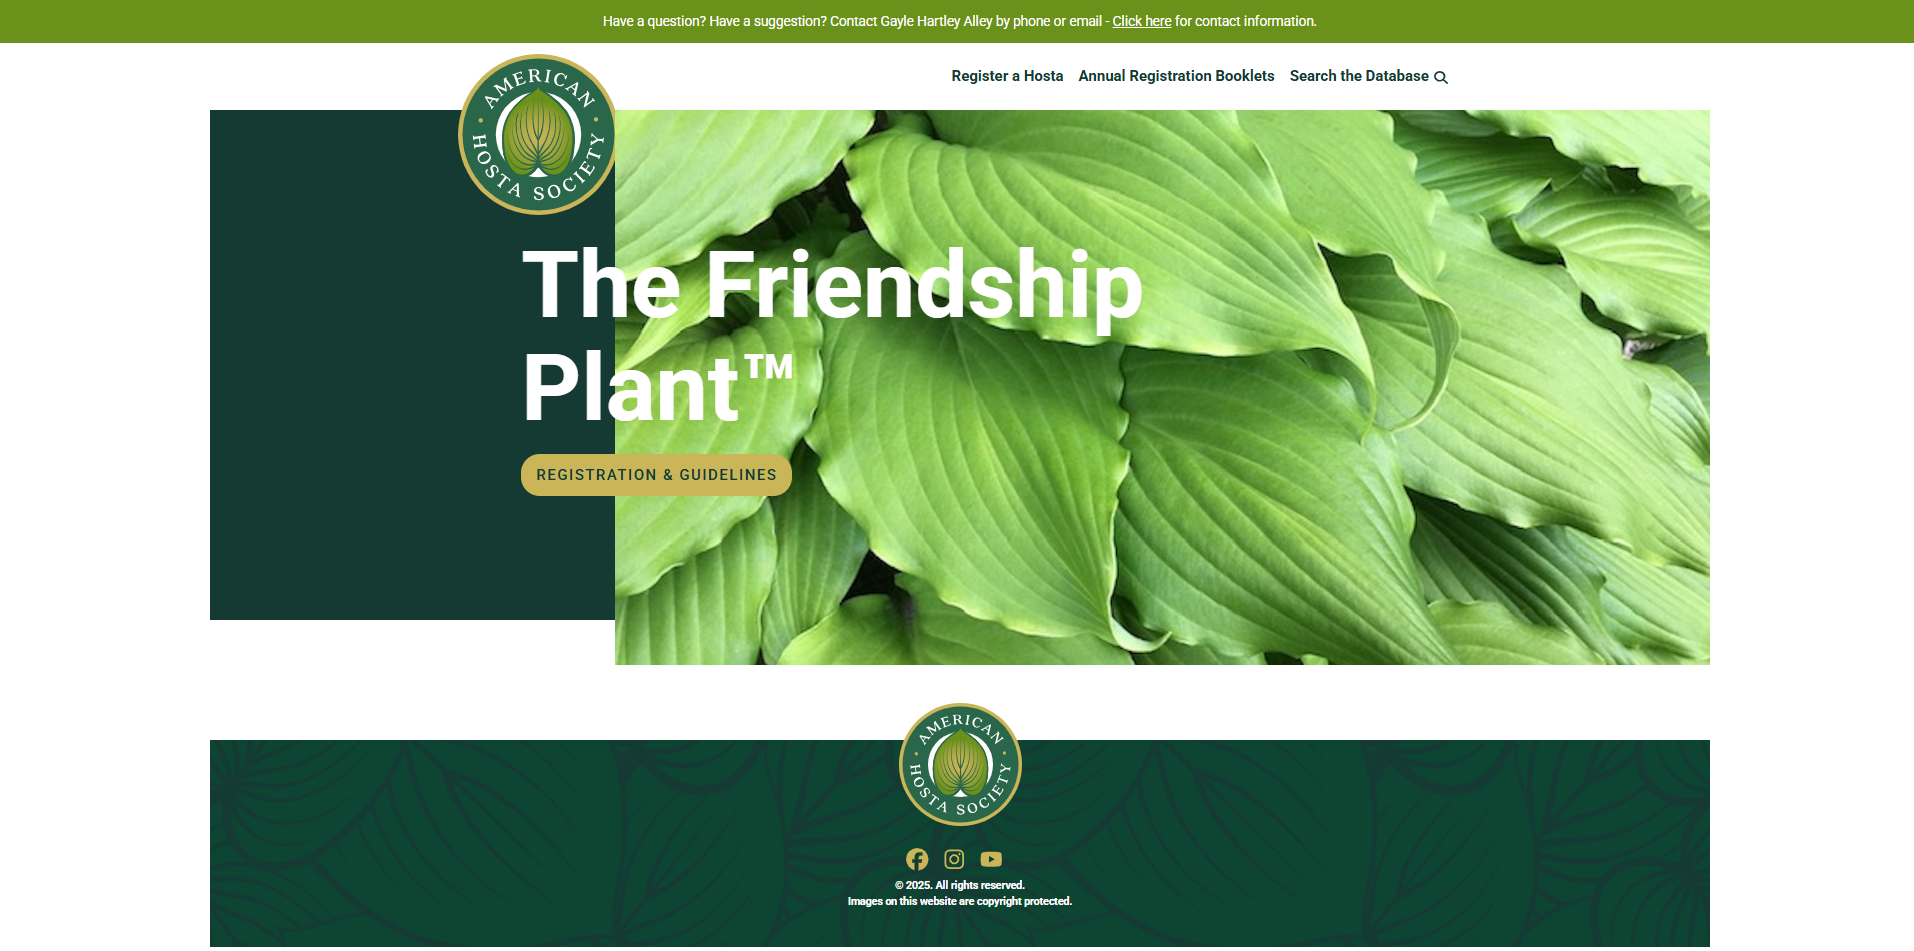 Have a question? Have a suggestion? Contact Gayle Hartley Alley by phone or email - Click here for contact information.
AMERICAN
HOSTA SOCIETY
Register a Hosta Annual Registration Booklets Search the Database
The Friendship
Plant™
REGISTRATION & GUIDELINES
AMERICAN
HOSTA SOCIETY
© 2025. All rights reserved.
Images on this website are copyright protected.